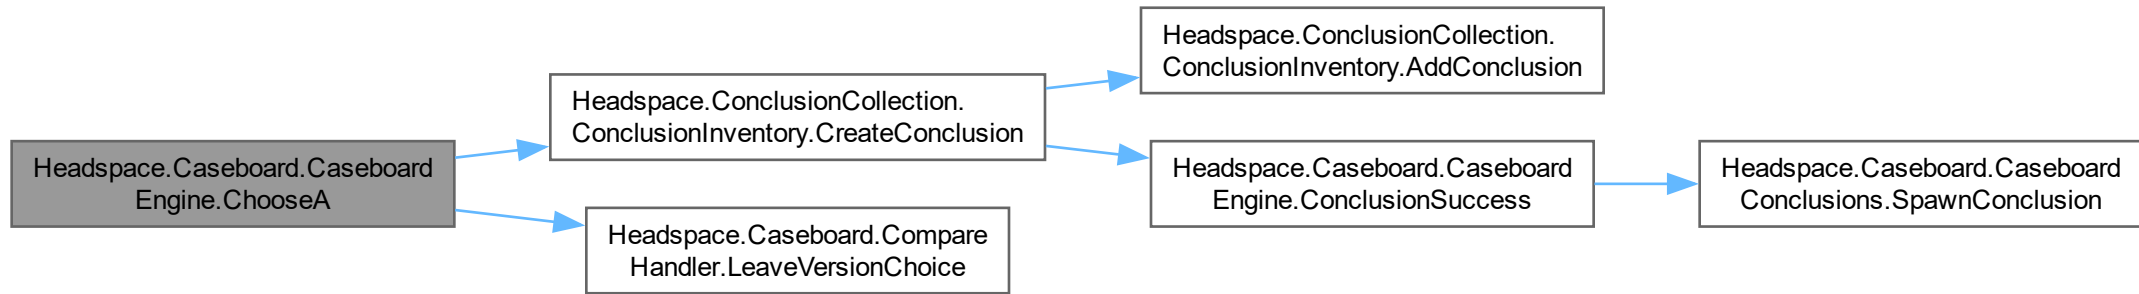 Headspace.Caseboard.Caseboard
Engine.ChooseA
Headspace.ConclusionCollection.
ConclusionInventory.CreateConclusion
Headspace.ConclusionCollection.
ConclusionInventory.AddConclusion
Headspace.Caseboard.Caseboard
Engine.ConclusionSuccess
Headspace.Caseboard.Caseboard
Conclusions.SpawnConclusion
Headspace.Caseboard.Compare
Handler.LeaveVersionChoice